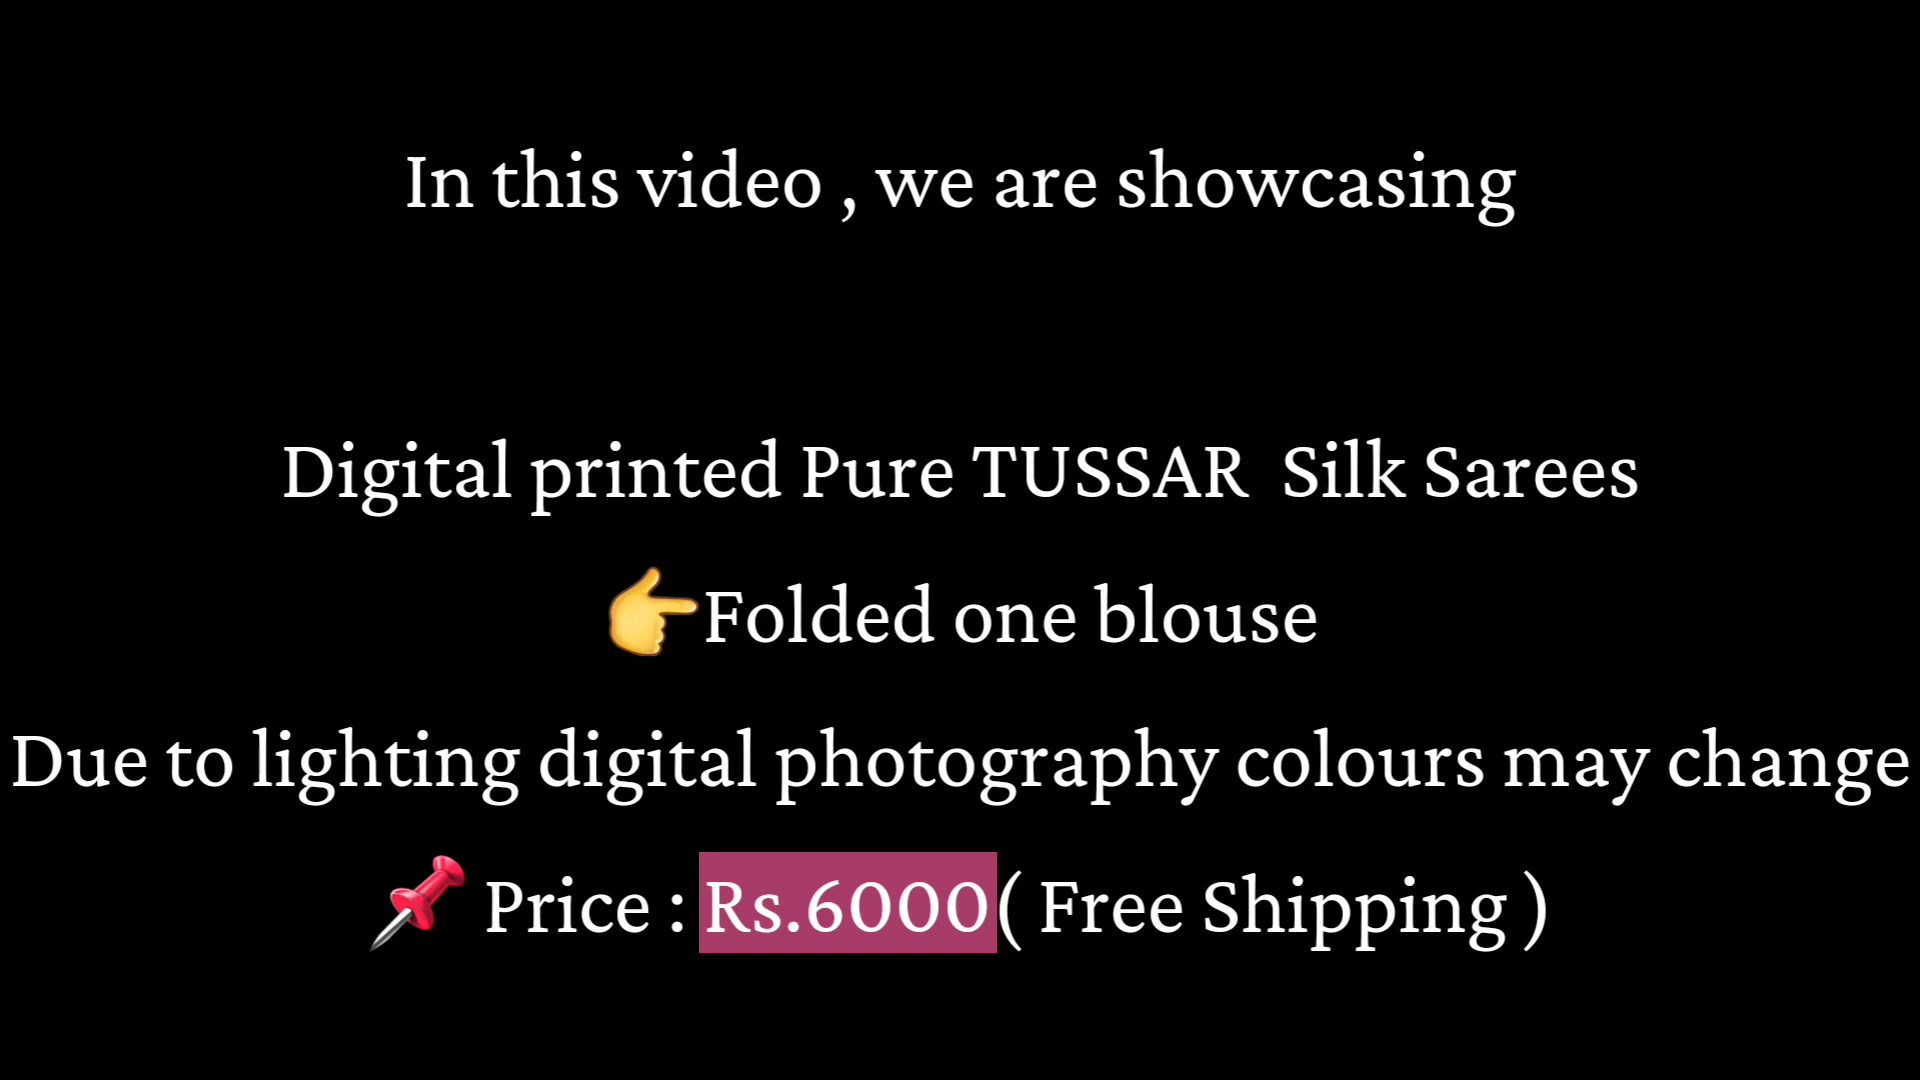 In this video , we are showcasing
Digital printed Pure TUSSAR  Silk Sarees
👉Folded one blouse
Due to lighting digital photography colours may change
📌 Price : Rs.6000( Free Shipping )